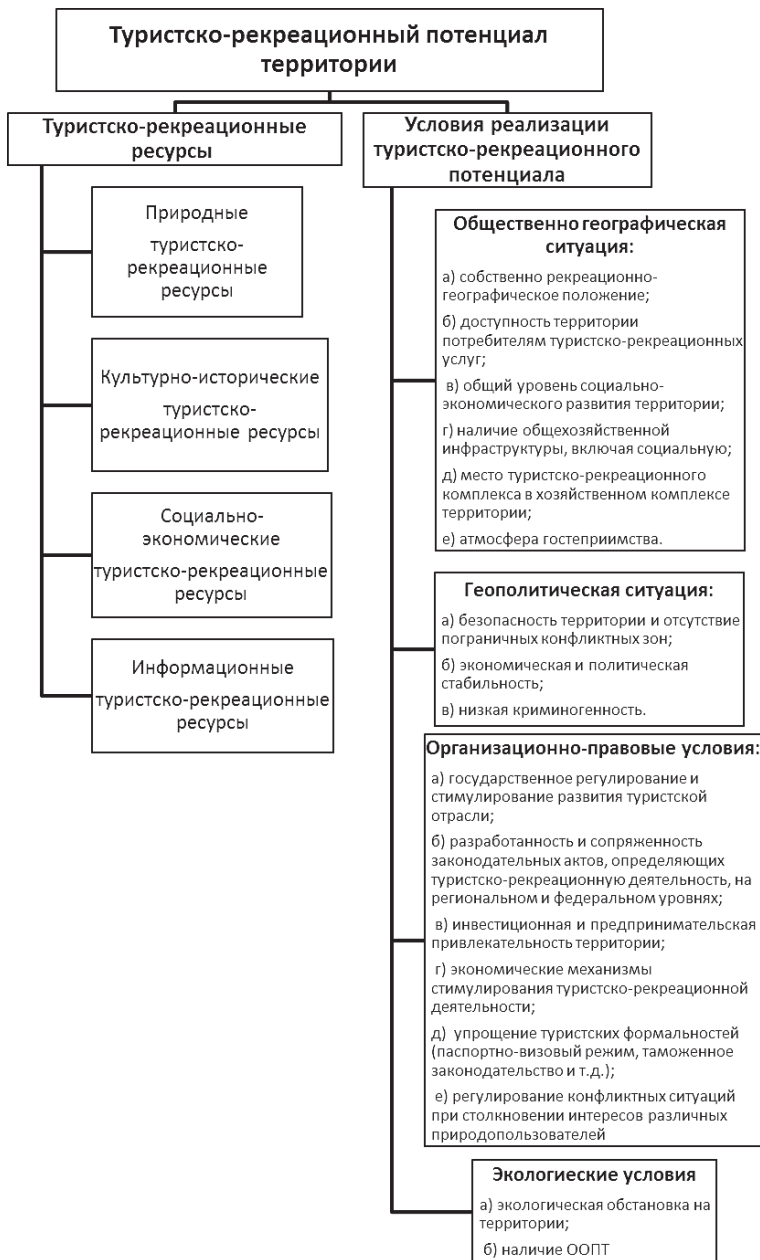 Туристско-рекреационный потенциал
территории
Туристско-рекреационные
ресурсы
Природные
туристско-
рекреационные
ресурсы
Культурно-исторические
туристско-
рекреационные ресурсы
Социально-
экономические
туристско-рекреационные
ресурсы
Информационные
туристско-рекреационные
ресурсы
Условия реализации
туристско-рекреационного
потенциала
Общественно географическая
ситуация:
а) собственно рекреационно-
географическое положение;
б) доступность территории
потребителям туристско-рекреационных
услуг;
в) общий уровень социально-
экономического развития территории;
г) наличие общехозяйственной
инфраструктуры, включая социальную;
д) место туристско-рекреационного
комплекса в хозяйственном комплексе
территории;
е) атмосфера гостеприимства.
Геополитическая ситуация:
а) безопасность территории и отсутствие
пограничных конфликтных зон;
б) экономическая и политическая
стабильность;
в) низкая криминогенность.
Организационно-правовые условия:
а) государственное регулирование и
стимулирование развития туристской
отрасли;
б) разработанность и сопряженность
законодательных актов, определяющих
туристско-рекреационную деятельность, на
региональном и федеральном уровнях;
в) инвестиционная и предпринимательская
привлекательность территории;
г) экономические механизмы
стимулирования туристско-рекреационной
деятельности;
д) упрощение туристских формальностей
(паспортно-визовый режим, таможенное
законодательство и т.д.);
е) регулирование конфликтных ситуаций
при столкновении интересов различных
природопользователей
Экологиеские условия
а) экологическая обстановка на
территории;
б) наличие ООПТ